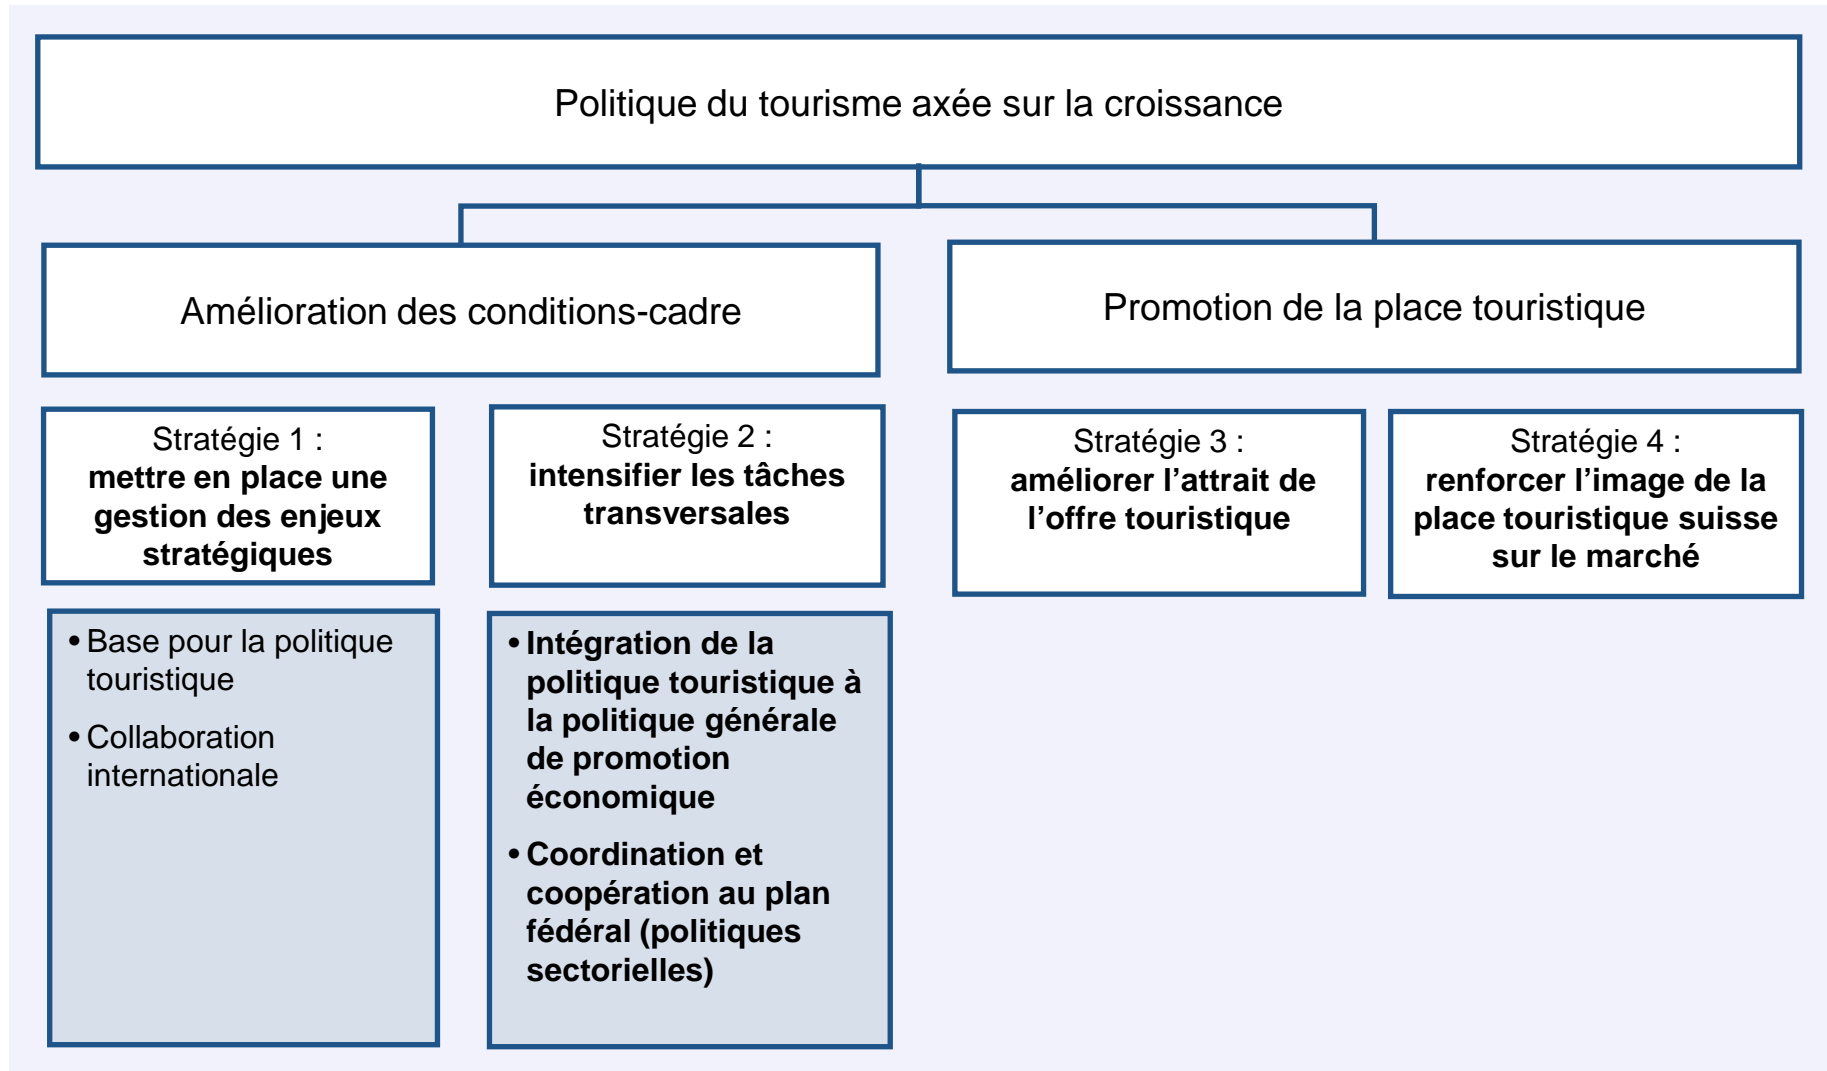 Politique du tourisme axée sur la croissance
Amélioration des conditions-cadre
Promotion de la place touristique
Stratégie 1 :
mettre en place une
gestion des enjeux
stratégiques
Stratégie 2 :
intensifier les tâches
transversales
Stratégie 3 :
améliorer l’attrait de
l’offre touristique
Stratégie 4 :
renforcer l’image de la
place touristique suisse
sur le marché
• Base pour la politique
touristique
• Collaboration
internationale
• Intégration de la
politique touristique à
la politique générale
de promotion
économique
• Coordination et
coopération au plan
fédéral (politiques
sectorielles)